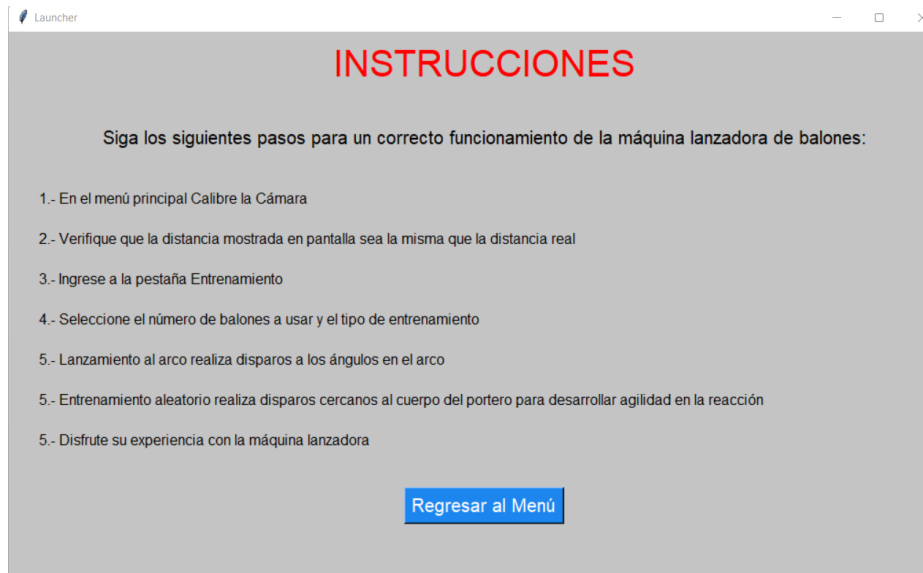 Launcher
INSTRUCCIONES
Siga los siguientes pasos para un correcto funcionamiento de la máquina lanzadora de balones:
1.- En el menú principal Calibre la Cámara
2.- Verifique que la distancia mostrada en pantalla sea la misma que la distancia real
3.- Ingrese a la pestaña Entrenamiento
4.- Seleccione el número de balones a usar y el tipo de entrenamiento
5.- Lanzamiento al arco realiza disparos a los ángulos en el arco
5.- Entrenamiento aleatorio realiza disparos cercanos al cuerpo del portero para desarrollar agilidad en la reacción
5.- Disfrute su experiencia con la máquina lanzadora
Regresar al Menú